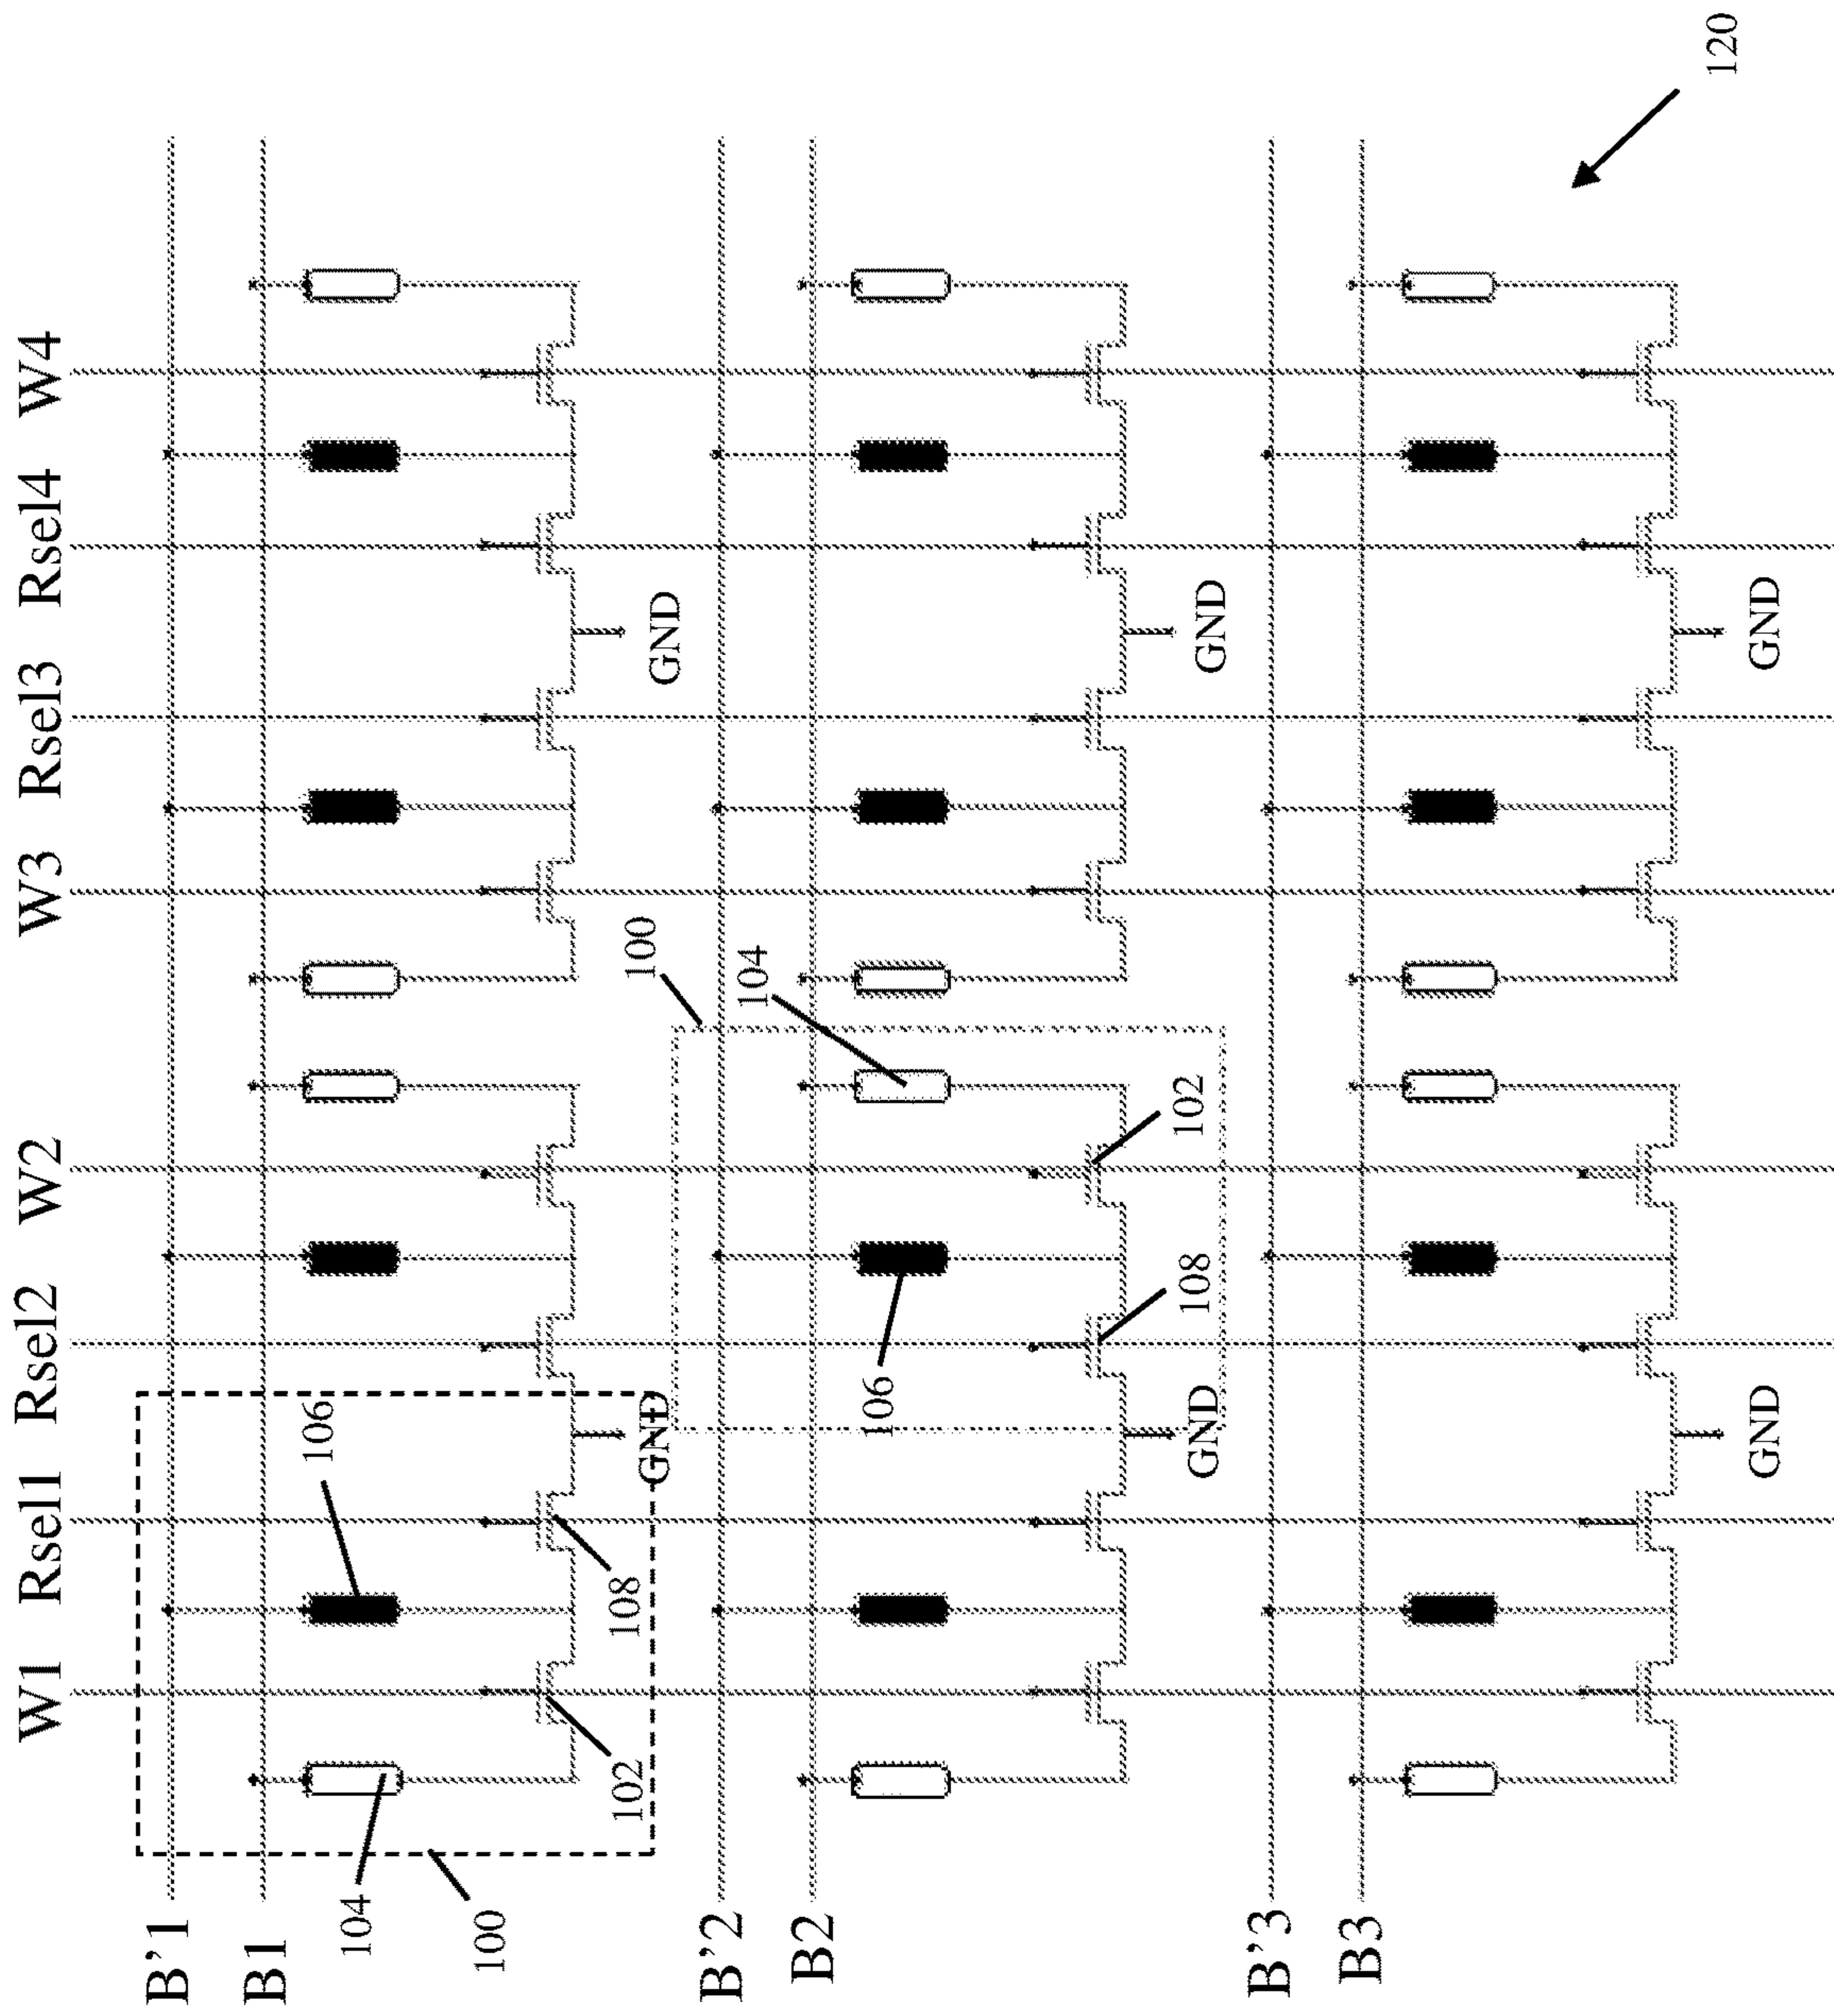 W1 Rsel1 Rsel2 W2 W3 Rsel3 Rsel4 W4
B’1
B1
106
104
100
102
108
GND
GND
100
B’2
104
B2
106
108
102
GND
GND
B’3
B3
120
GND
GND